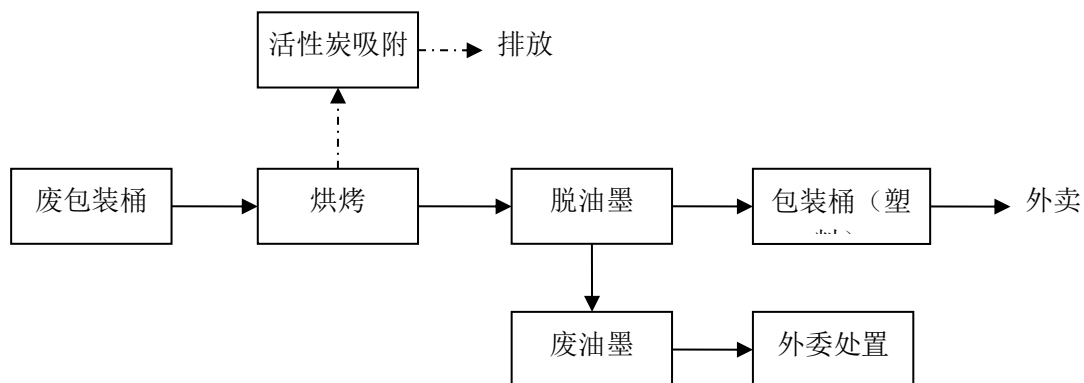 活性炭吸附
排放
废包装桶
烘烤
脱油墨
包装桶（塑
外卖
废油墨
外委处置